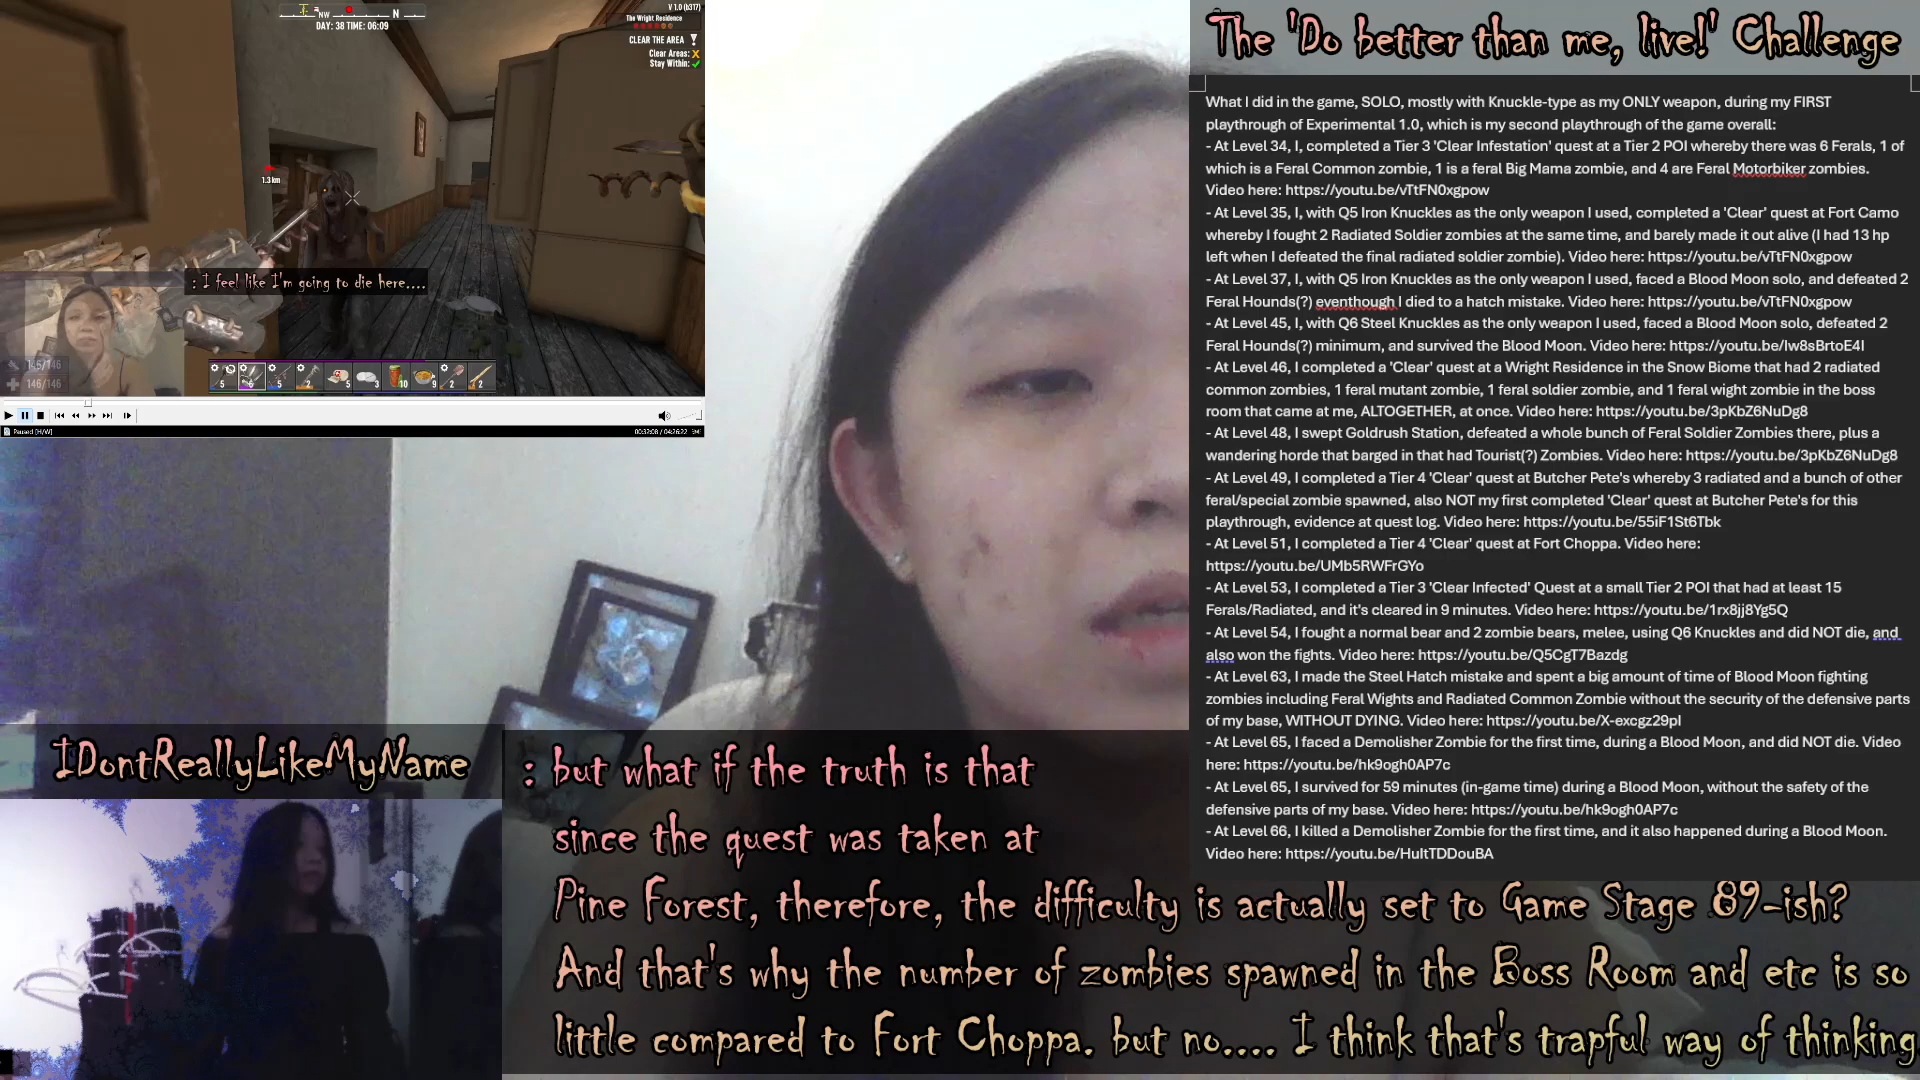 NW
N
DAY: 38 TIME: 06:09
V 1.0 (b317)
The Wright Residence
CLEAR THE AREA
Clear Areas:
Stay Within:
1.3 km
: I feel like I'm going to die here....
146/146
146/146
5
6
5
2
5
3
10
9
2
2
Paused [H/W]
00:32:08 / 04:26:22
The 'Do better than me, live!' Challenge
What I did in the game, SOLO, mostly with Knuckle-type as my ONLY weapon, during my FIRST
playthrough of Experimental 1.0, which is my second playthrough of the game overall:
- At Level 34, I, completed a Tier 3 'Clear Infestation' quest at a Tier 2 POI whereby there was 6 Ferals, 1 of
which is a Feral Common zombie, 1 is a feral Big Mama zombie, and 4 are Feral Motorbiker zombies.
Video here: https://youtu.be/vTtFN0xgpow
- At Level 35, I, with Q5 Iron Knuckles as the only weapon I used, completed a 'Clear' quest at Fort Camo
whereby I fought 2 Radiated Soldier zombies at the same time, and barely made it out alive (I had 13 hp
left when I defeated the final radiated soldier zombie). Video here: https://youtu.be/vTtFN0xgpow
- At Level 37, I, with Q5 Iron Knuckles as the only weapon I used, faced a Blood Moon solo, and defeated 2
Feral Hounds(?) eventhough I died to a hatch mistake. Video here: https://youtu.be/vTtFN0xgpow
- At Level 45, I, with Q6 Steel Knuckles as the only weapon I used, faced a Blood Moon solo, defeated 2
Feral Hounds(?) minimum, and survived the Blood Moon. Video here: https://youtu.be/Iw8sBrtoE4I
- At Level 46, I completed a 'Clear' quest at a Wright Residence in the Snow Biome that had 2 radiated
common zombies, 1 feral mutant zombie, 1 feral soldier zombie, and 1 feral wight zombie in the boss
room that came at me, ALTOGETHER, at once. Video here: https://youtu.be/3pKbZ6NuDg8
- At Level 48, I swept Goldrush Station, defeated a whole bunch of Feral Soldier Zombies there, plus a
wandering horde that barged in that had Tourist(?) Zombies. Video here: https://youtu.be/3pKbZ6NuDg8
- At Level 49, I completed a Tier 4 'Clear' quest at Butcher Pete's whereby 3 radiated and a bunch of other
feral/special zombie spawned, also NOT my first completed 'Clear' quest at Butcher Pete's for this
playthrough, evidence at quest log. Video here: https://youtu.be/55iF1St6Tbk
- At Level 51, I completed a Tier 4 'Clear' quest at Fort Choppa. Video here:
https://youtu.be/UMb5RWFrGYo
- At Level 53, I completed a Tier 3 'Clear Infected' Quest at a small Tier 2 POI that had at least 15
Ferals/Radiated, and it's cleared in 9 minutes. Video here: https://youtu.be/1rx8jj8Yg5Q
- At Level 54, I fought a normal bear and 2 zombie bears, melee, using Q6 Knuckles and did NOT die, and
also won the fights. Video here: https://youtu.be/Q5CgT7Bazdg
- At Level 63, I made the Steel Hatch mistake and spent a big amount of time of Blood Moon fighting
zombies including Feral Wights and Radiated Common Zombie without the security of the defensive parts
of my base, WITHOUT DYING. Video here: https://youtu.be/X-excgz29pI
- At Level 65, I faced a Demolisher Zombie for the first time, during a Blood Moon, and did NOT die. Video
here: https://youtu.be/hk9ogh0AP7c
- At Level 65, I survived for 59 minutes (in-game time) during a Blood Moon, without the safety of the
defensive parts of my base. Video here: https://youtu.be/hk9ogh0AP7c
- At Level 66, I killed a Demolisher Zombie for the first time, and it also happened during a Blood Moon.
Video here: https://youtu.be/HuItTDDouBA
IDontReallyLikeMyName
: but what if the truth is that
since the quest was taken at
Pine Forest, therefore, the difficulty is actually set to Game Stage 89-ish?
And that's why the number of zombies spawned in the Boss Room and etc is so
little compared to Fort Choppa. but no.... I think that's trapful way of thinking